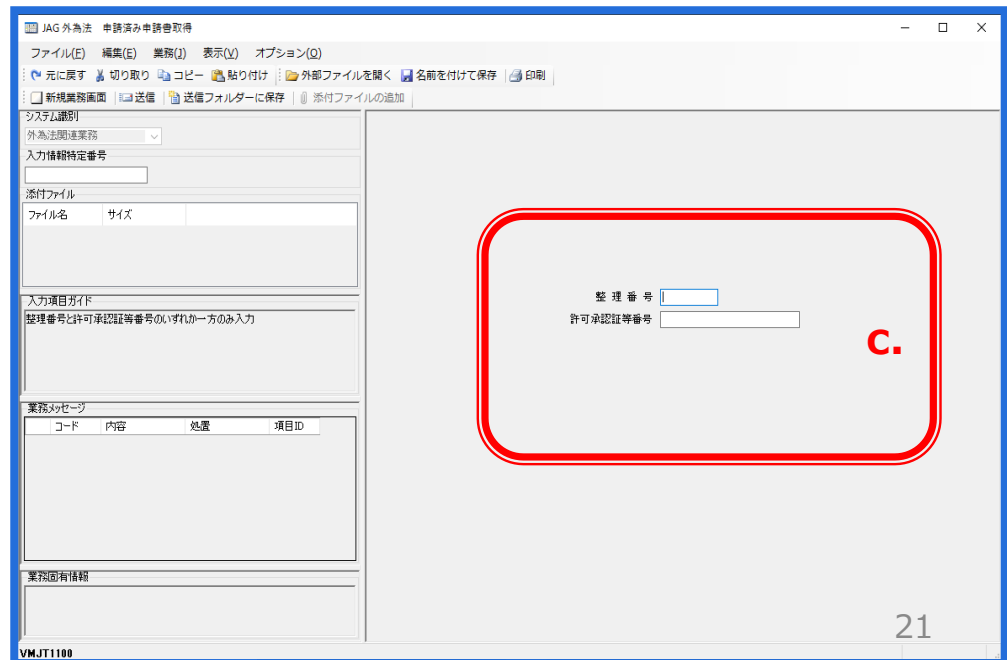 JAG 外為法 申請済み申請書取得
ファイル(F) 編集(E) 業務(J) 表示(V) オプション(O)
元に戻す 切り取り コピー 貼り付け 外部ファイルを開く 名前を付けて保存 印刷
新規業務画面 送信 送信フォルダーに保存 添付ファイルの追加
システム識別
外為法関連業務
入力情報特定番号
添付ファイル
ファイル名 サイズ
入力項目ガイド
整理番号と許可承認証等番号のいずれか一方のみ入力
業務メッセージ
コード 内容 処置 項目ID
業務固有情報
VMJT1100
整理番号
許可承認証等番号
c.
21